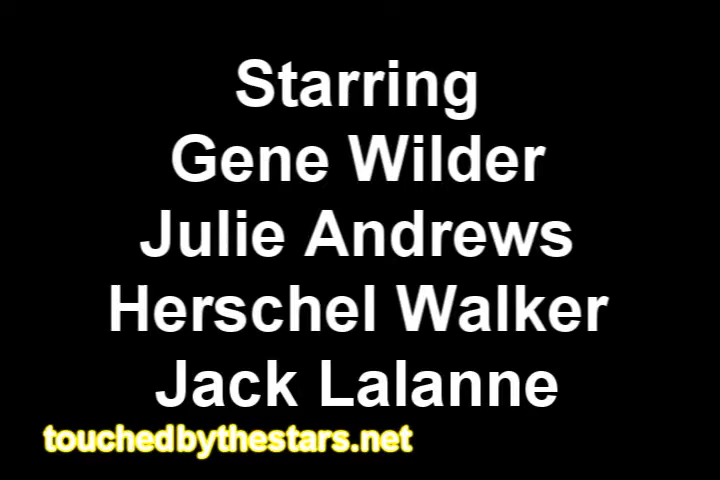 Starring
Gene Wilder
Julie Andrews
Herschel Walker
Jack Lalanne
touchedbythestars.net